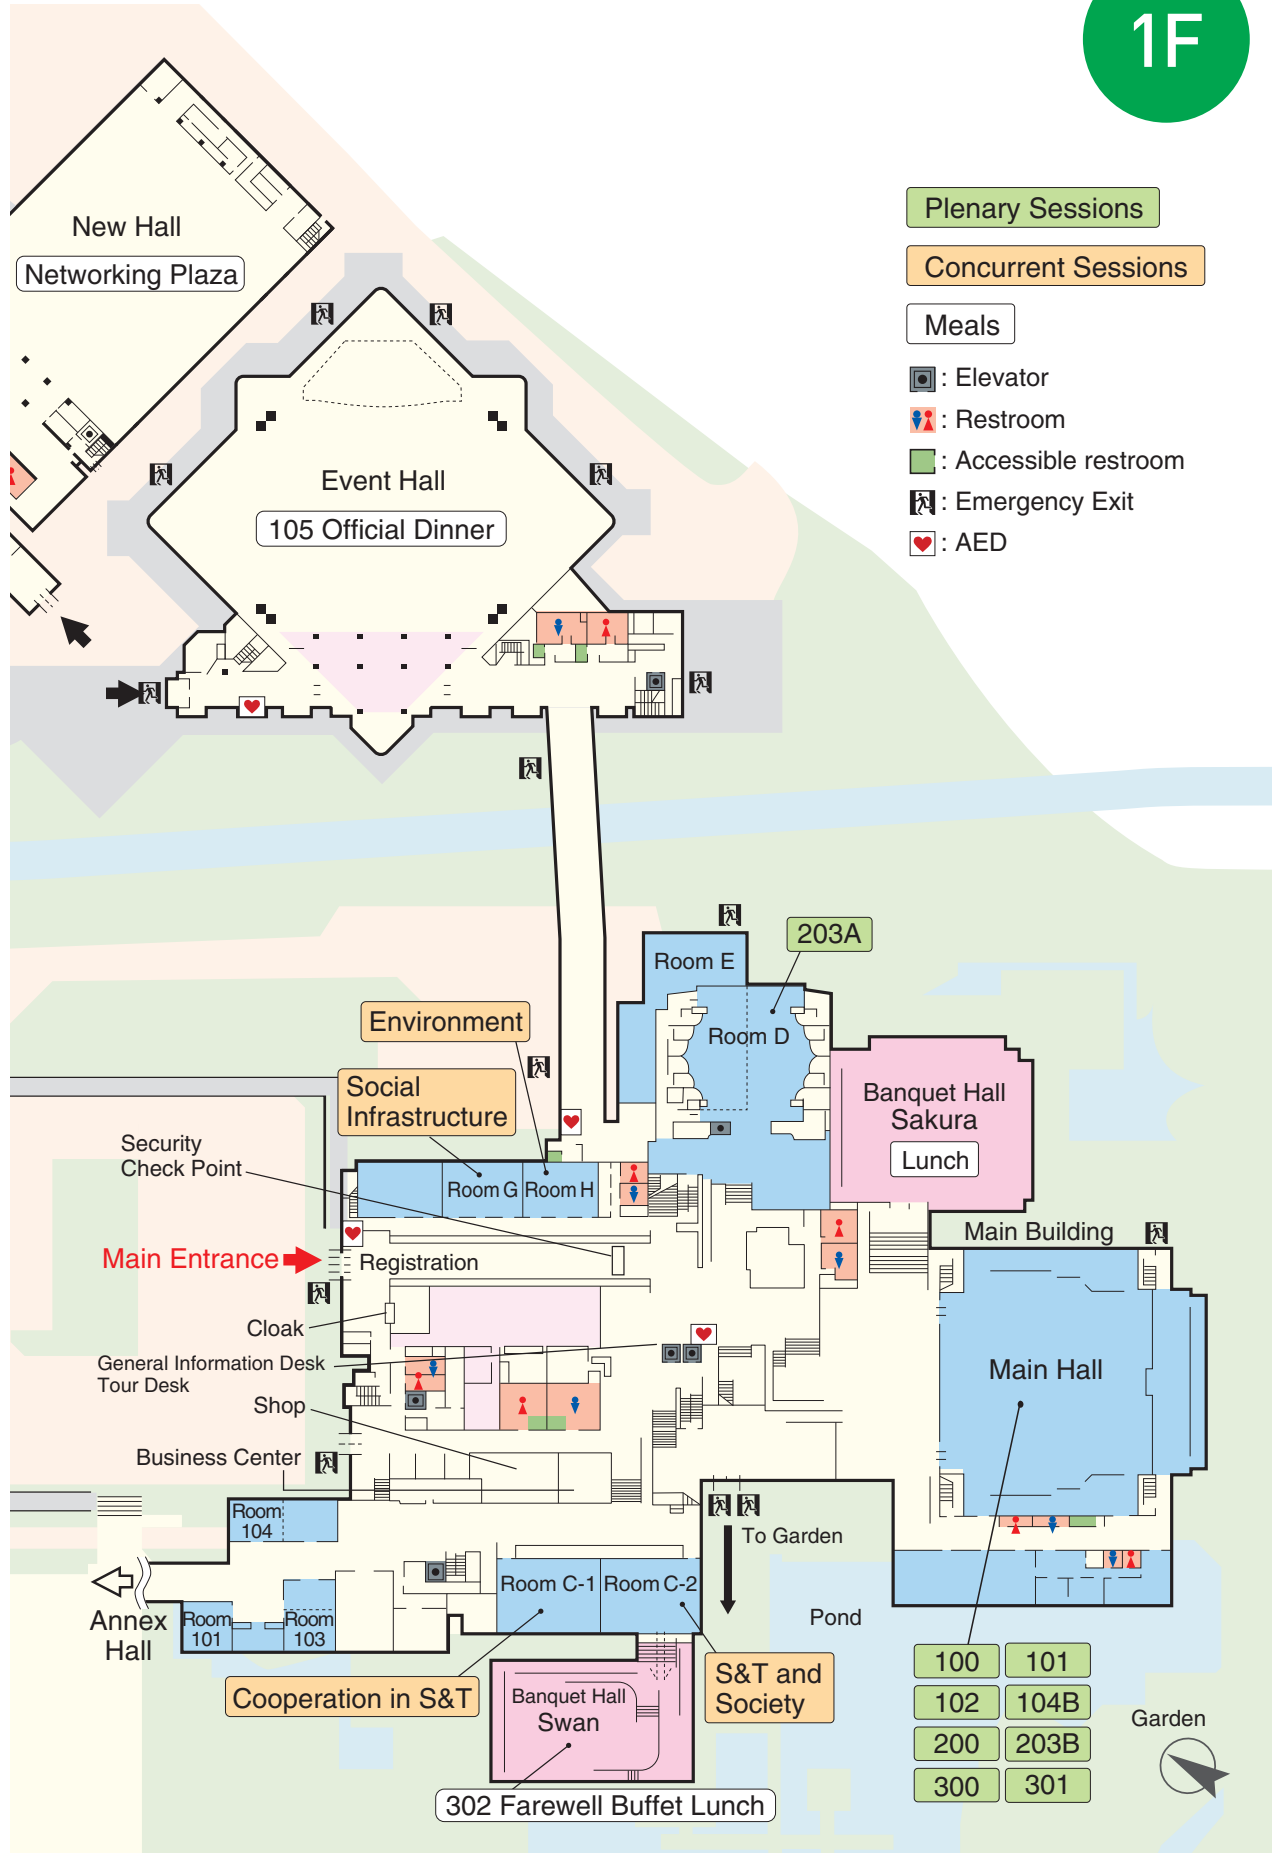 1F
New Hall
Networking Plaza
Plenary Sessions
Concurrent Sessions
Meals
: Elevator
: Restroom
: Accessible restroom
: Emergency Exit
: AED
Event Hall
105 Official Dinner
203A
Room E
Environment
Room D
Social
Infrastructure
Banquet Hall
Sakura
Lunch
Security
Check Point
Room G
Room H
Main Building
Main Entrance
Registration
Cloak
General Information Desk
Tour Desk
Main Hall
Shop
Business Center
Room
104
To Garden
Room C-1
Room C-2
Annex
Hall
Room
101
Room
103
Pond
Cooperation in S&T
S&T and
Society
Banquet Hall
Swan
302 Farewell Buffet Lunch
100
101
102
104B
200
203B
300
301
Garden